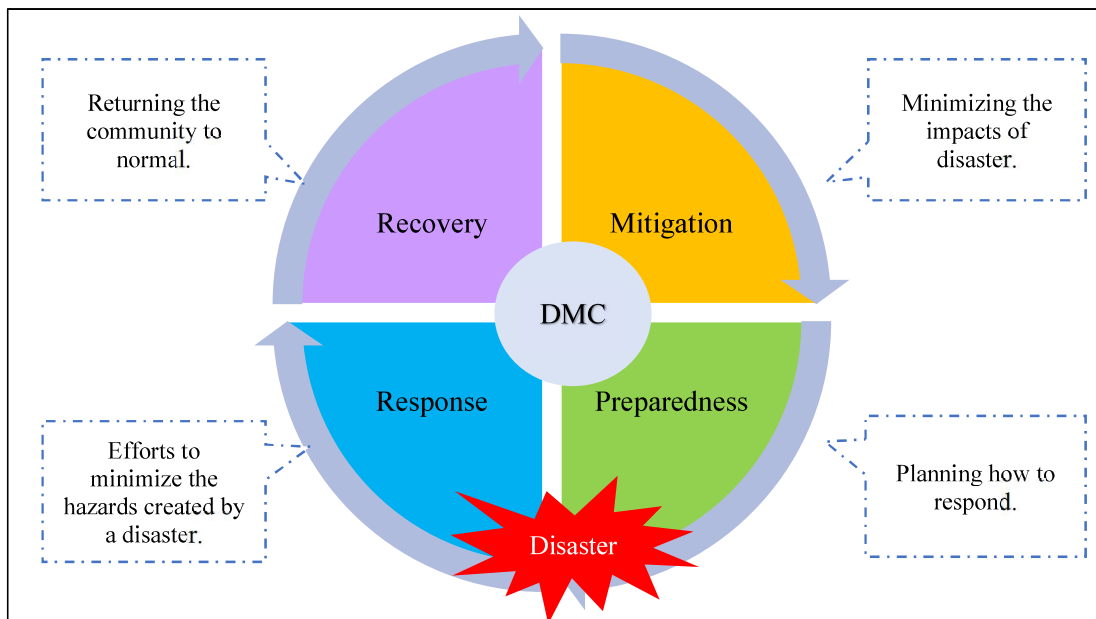 Returning the
community to
normal.
Minimizing the
impacts of
disaster.
Recovery
Mitigation
DMC
Response
Preparedness
Efforts to
minimize the
hazards created by
a disaster.
Planning how to
respond.
Disaster